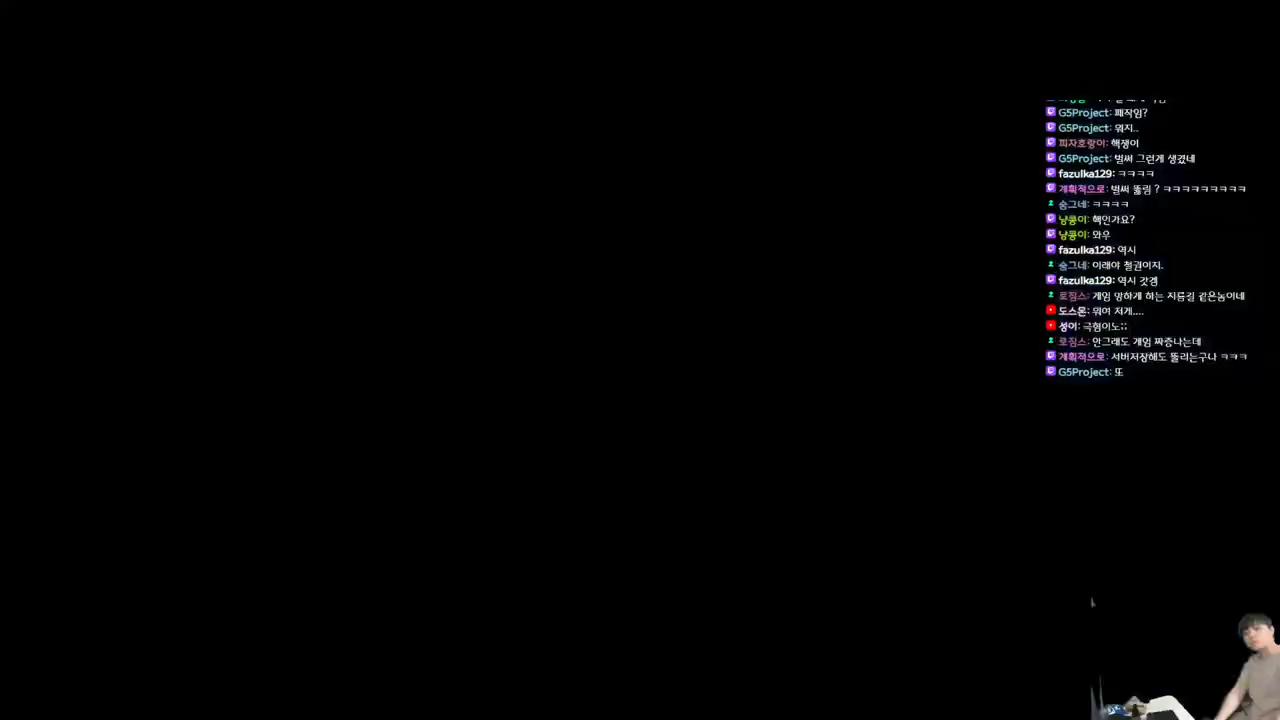 G5Project: 패작임?
G5Project: 뭐지..
피자호랑이: 핵쟁이
G5Project: 벌써 그런게 생겼네
fazulka129: ㅋㅋㅋㅋ
계획적으로: 벌써 뚫림 ? ㅋㅋㅋㅋㅋㅋㅋㅋㅋ
숨그네: ㅋㅋㅋㅋ
냥콩이: 핵인가요?
냥콩이: 와우
fazulka129: 역시
숨그네: 이래야 철권이지.
fazulka129: 역시 갓겜
로짐스: 게임 망하게 하는 지름길 같은놈이네
도스몬: 뭐여 저게....
성이: 극혐이노;;
로짐스: 안그래도 게임 짜증나는데
계획적으로: 서버저장해도 뚫리는구나 ㅋㅋㅋ
G5Project: 또